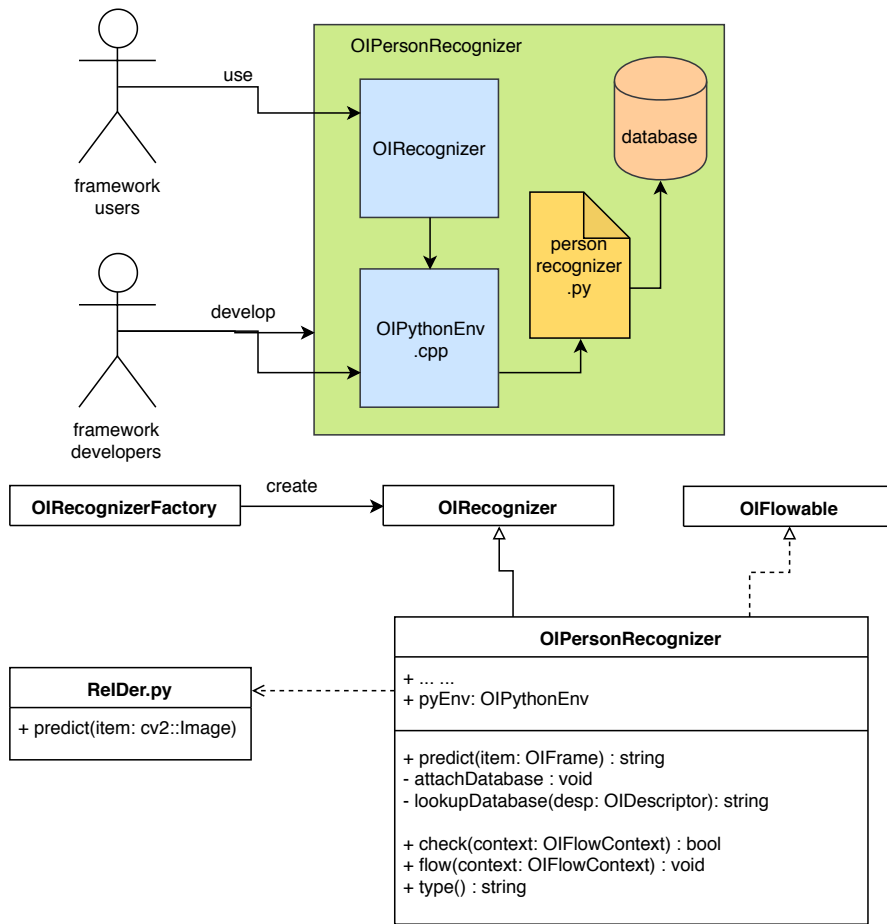 OIPersonRecognizer
use
OIRecognizer
database
framework
users
person
recognizer
.py
develop
OIPythonEnv
.cpp
framework
developers
OIRecognizerFactory
create
OIRecognizer
OIFlowable
OIPersonRecognizer
+ ... ...
+ pyEnv: OIPythonEnv
ReIDer.py
+ predict(item: cv2::Image)
+ predict(item: OIFrame) : string
- attachDatabase : void
- lookupDatabase(desp: OIDescriptor): string
+ check(context: OIFlowContext) : bool
+ flow(context: OIFlowContext) : void
+ type() : string